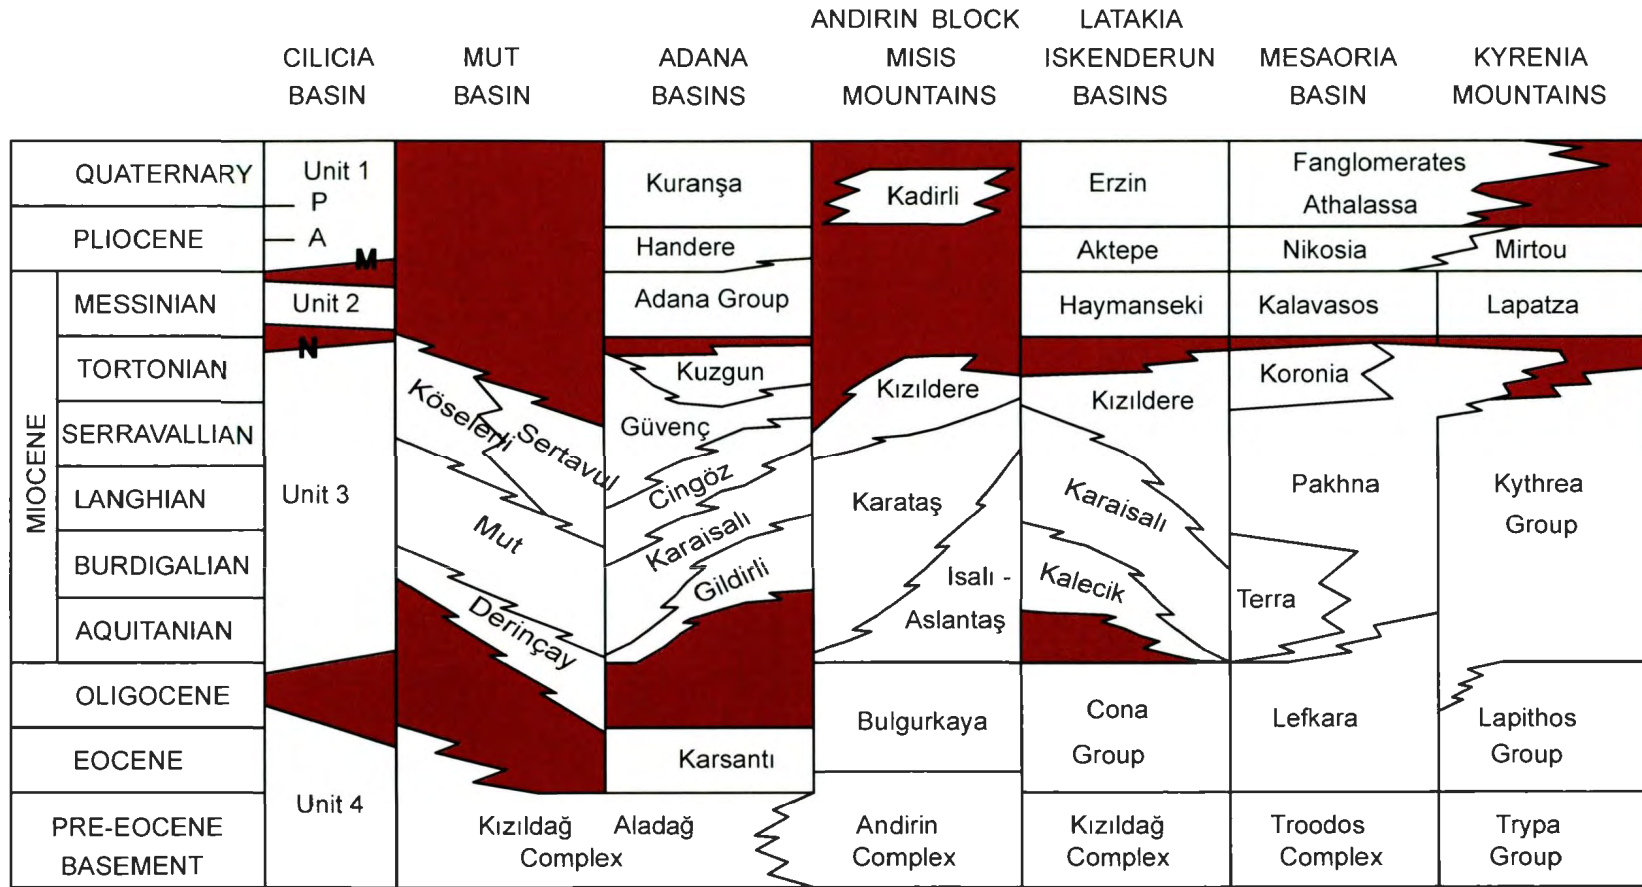 ANDIRIN BLOCK LATAKIA
CILICIA MUT ADANA MISIS ISKENDERUN MESAORIA KYRENIA
BASIN BASIN BASINS MOUNTAINS BASINS BASIN MOUNTAINS
QUATERNARY Unit 1 Kuranşa Kadirli Erzin Fanglomerates
P Athalassa
PLIOCENE A Handere Aktepe Nikosia Mirtou
M
MIOCENE
MESSINIAN Unit 2 Adana Group Haymanseki Kalavasos Lapatza
N
TORTONIAN Köselerli Kuzgun Kızıldere Kızıldere Koronia
SERRAVALLIAN Sertavul Güvenç
LANGHIAN Unit 3 Cingöz Karataş Karaisalı Pakhna Kythrea
Group
Mut Karaisalı
BURDIGALIAN Gildirli Isalı - Kalecik Terra
AQUITANIAN Derinçay Aslantaş
OLIGOCENE Bulgurkaya Cona Lefkara Lapithos
EOCENE Karsantı Group Group
Unit 4
PRE-EOCENE Kızıldağ Aladağ Andirin Kızıldağ Troodos Trypa
BASEMENT Complex Complex Complex Complex Group